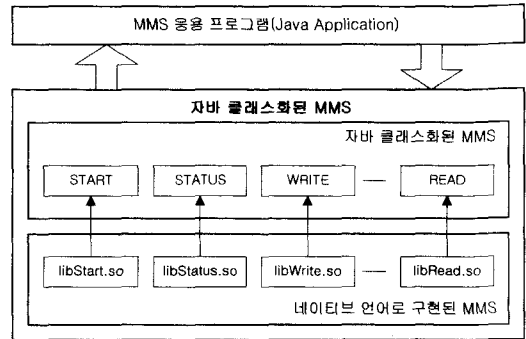 MMS 응용 프로그램(Java Application)
자바 클래스화된 MMS
자바 클래스화된 MMS
START STATUS WRITE READ
libStart.so libStatus.so libWrite.so libRead.so
네이티브 언어로 구현된 MMS